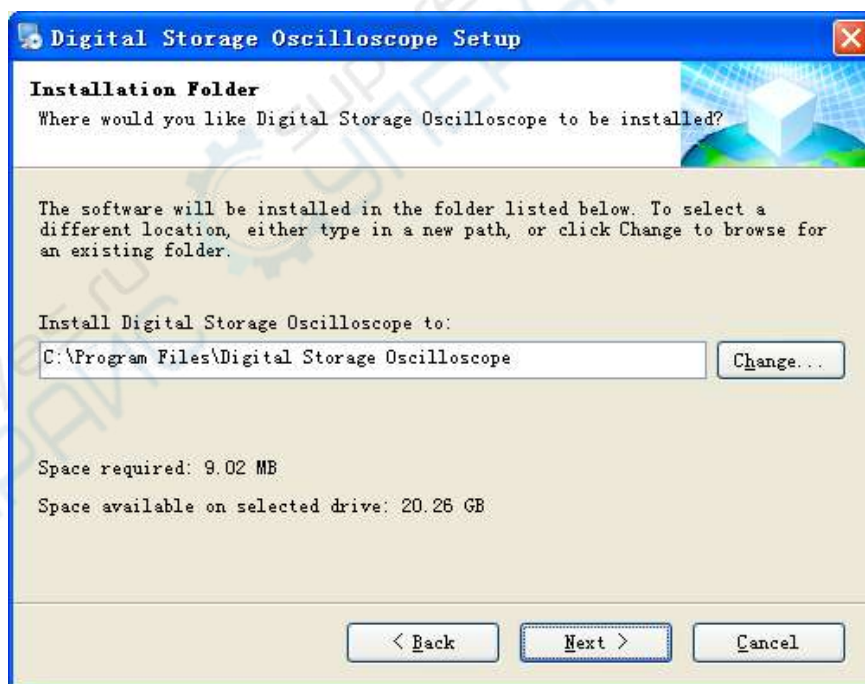 Digital Storage Oscilloscope Setup
Installation Folder
Where would you like Digital Storage Oscilloscope to be installed?
The software will be installed in the folder listed below. To select a
different location, either type in a new path, or click Change to browse for
an existing folder.
Install Digital Storage Oscilloscope to:
C:\Program Files\Digital Storage Oscilloscope
Change...
Space required: 9.02 MB
Space available on selected drive: 20.26 GB
< Back
Next >
Cancel